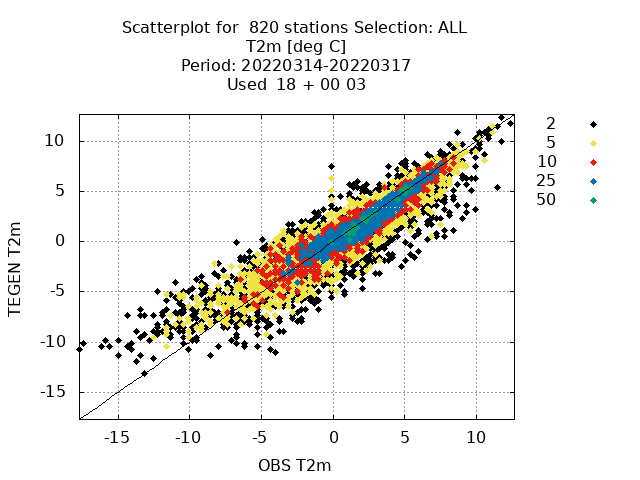 Scatterplot for  820 stations Selection: ALL
T2m [deg C]
Period: 20220314-20220317
Used  18 + 00 03
2
5
10
25
50
TEGEN T2m
10
5
0
-5
-10
-15
-15
-10
-5
0
5
10
OBS T2m